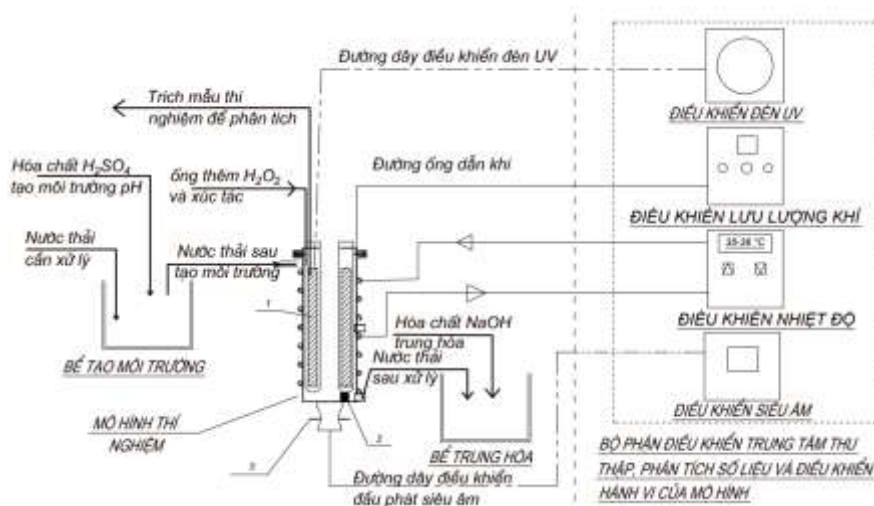 Đường dây điều khiển đèn UV
ĐIỀU KHIỂN ĐÈN UV
Trích mẫu thí
nghiệm để phân tích
Hóa chất H₂SO₄
tạo môi trường pH
ống thêm H₂O₂
và xúc tác
Đường ống dẫn khí
ĐIỀU KHIỂN LƯU LƯỢNG KHÍ
Nước thải
cần xử lý
Nước thải sau
tạo môi trường
35-36 °C
ĐIỀU KHIỂN NHIỆT ĐỘ
1
BỂ TẠO MÔI TRƯỜNG
Hóa chất NaOH
trung hòa
Nước thải
sau xử lý
MÔ HÌNH THÍ
NGHIỆM
2
3
BỂ TRUNG HÒA
ĐIỀU KHIỂN SIÊU ÂM
Đường dây điều khiển
đầu phát siêu âm
BỘ PHẬN ĐIỀU KHIỂN TRUNG TÂM THU
THẬP, PHÂN TÍCH SỐ LIỆU VÀ ĐIỀU KHIỂN
HÀNH VI CỦA MÔ HÌNH